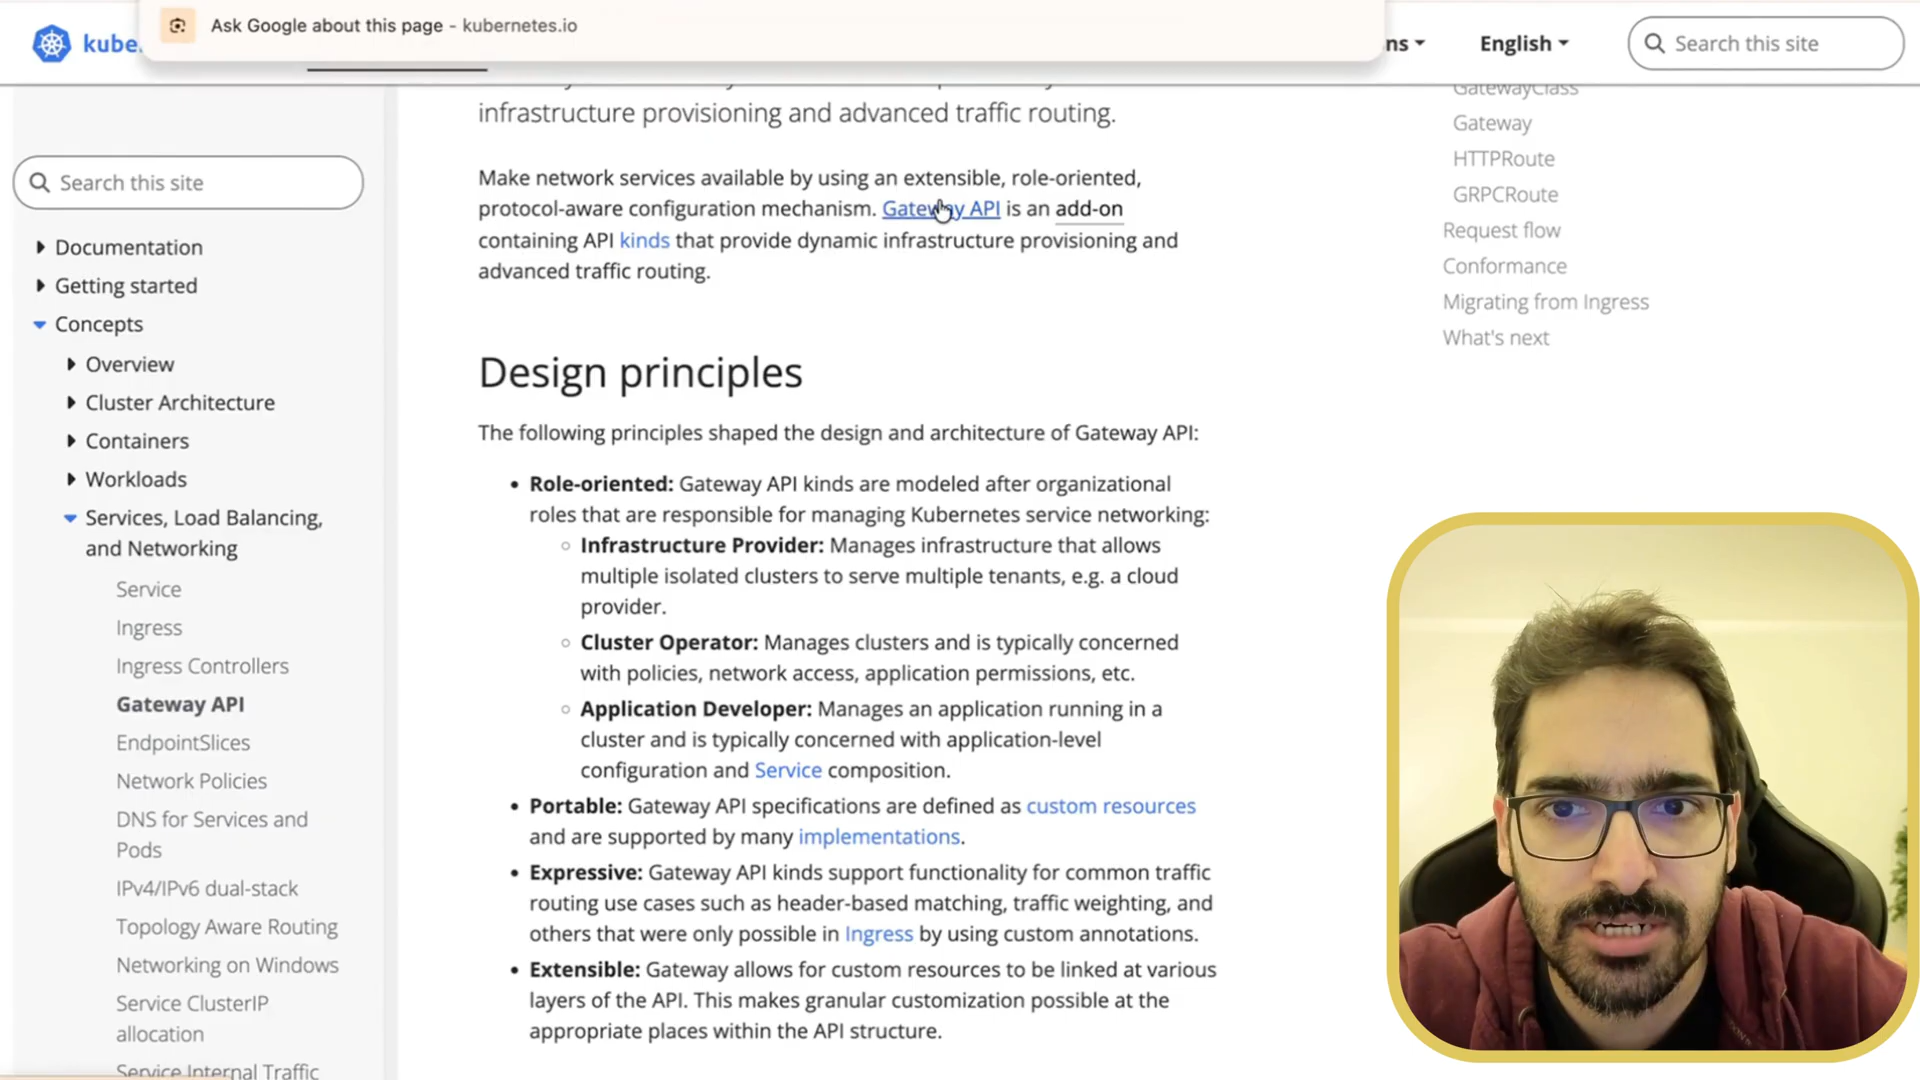 Ask Google about this page - kubernetes.io
kube
ns
English
Search this site
Search this site
Documentation
Getting started
Concepts
Overview
Cluster Architecture
Containers
Workloads
Services, Load Balancing,
and Networking
Service
Ingress
Ingress Controllers
Gateway API
EndpointSlices
Network Policies
DNS for Services and
Pods
IPv4/IPv6 dual-stack
Topology Aware Routing
Networking on Windows
Service ClusterIP
allocation
Service Internal Traffic
infrastructure provisioning and advanced traffic routing.
Make network services available by using an extensible, role-oriented,
protocol-aware configuration mechanism. Gateway API is an add-on
containing API kinds that provide dynamic infrastructure provisioning and
advanced traffic routing.
Design principles
The following principles shaped the design and architecture of Gateway API:
Role-oriented: Gateway API kinds are modeled after organizational
roles that are responsible for managing Kubernetes service networking:
Infrastructure Provider: Manages infrastructure that allows
multiple isolated clusters to serve multiple tenants, e.g. a cloud
provider.
Cluster Operator: Manages clusters and is typically concerned
with policies, network access, application permissions, etc.
Application Developer: Manages an application running in a
cluster and is typically concerned with application-level
configuration and Service composition.
Portable: Gateway API specifications are defined as custom resources
and are supported by many implementations.
Expressive: Gateway API kinds support functionality for common traffic
routing use cases such as header-based matching, traffic weighting, and
others that were only possible in Ingress by using custom annotations.
Extensible: Gateway allows for custom resources to be linked at various
layers of the API. This makes granular customization possible at the
appropriate places within the API structure.
GatewayClass
Gateway
HTTPRoute
GRPCRoute
Request flow
Conformance
Migrating from Ingress
What's next